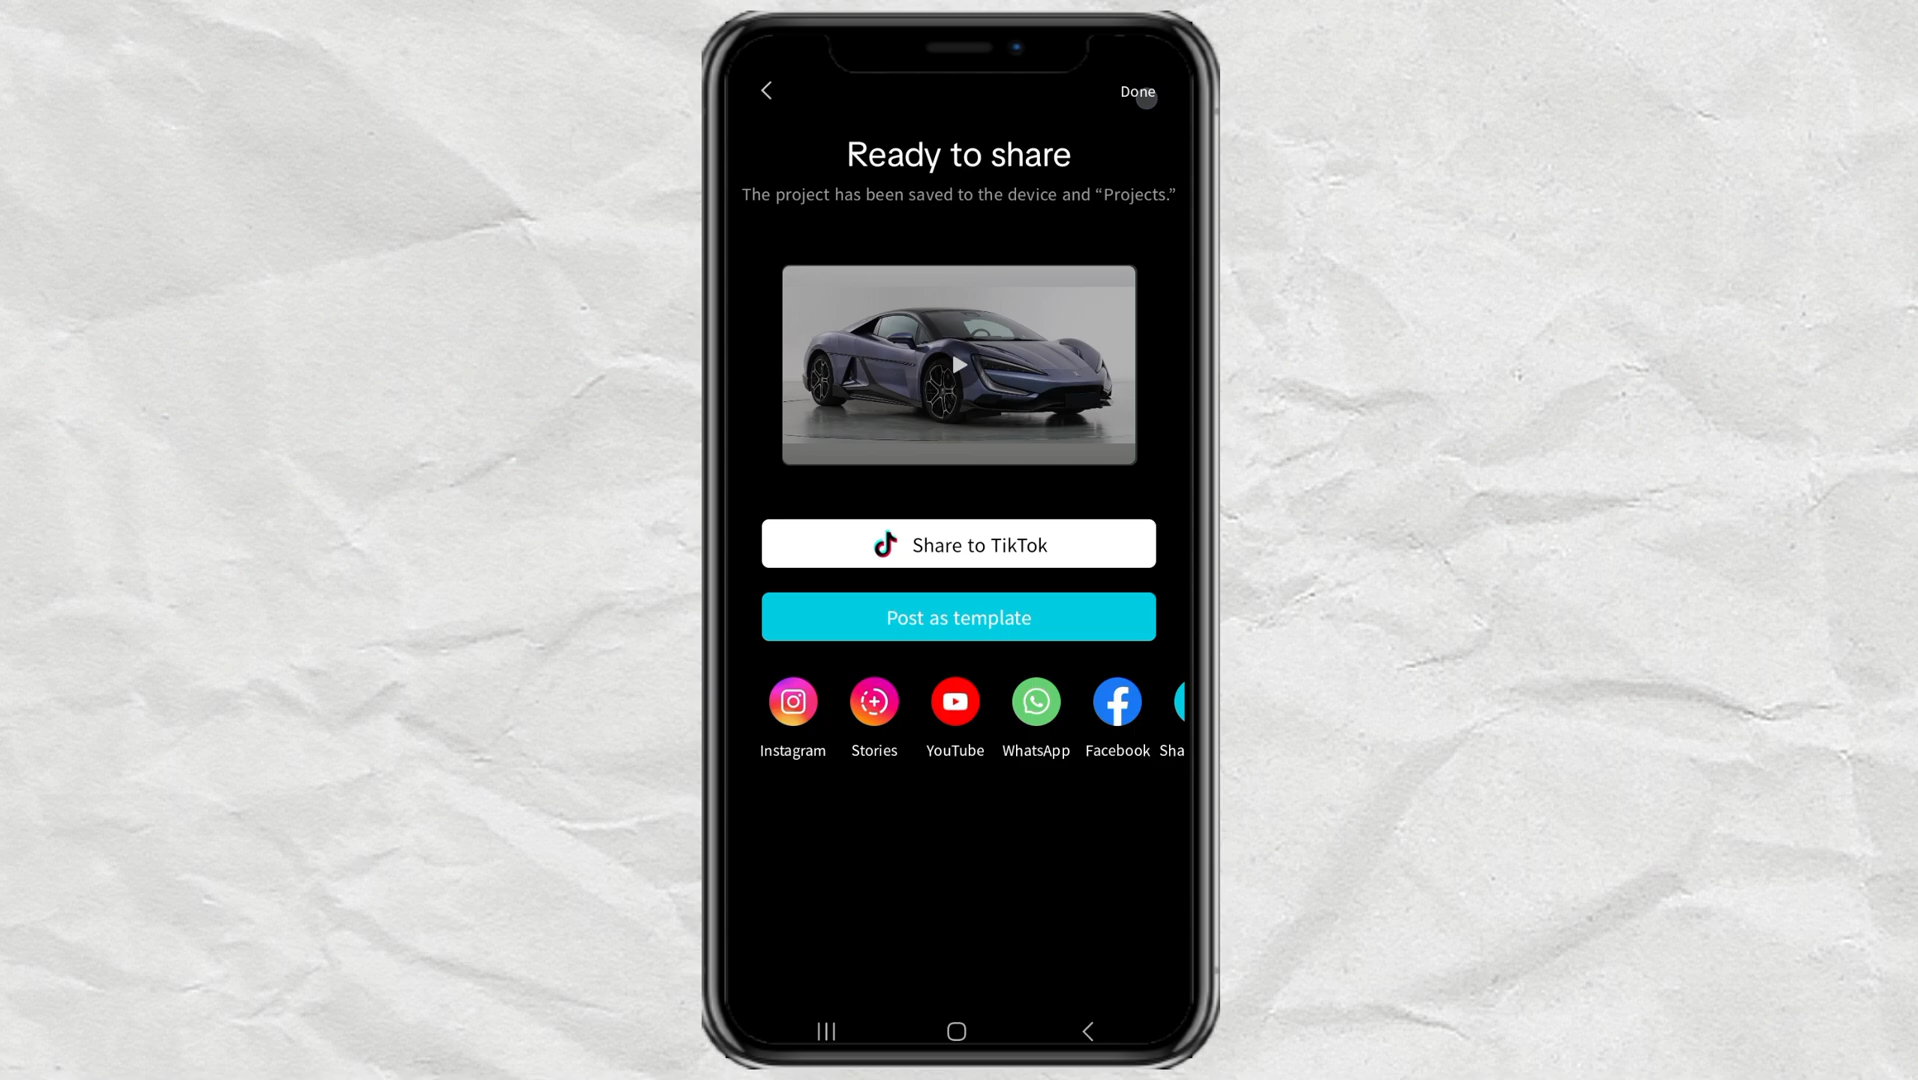 Done
Ready to share
The project has been saved to the device and “Projects.”
Share to TikTok
Post as template
Instagram Stories YouTube WhatsApp Facebook Sha